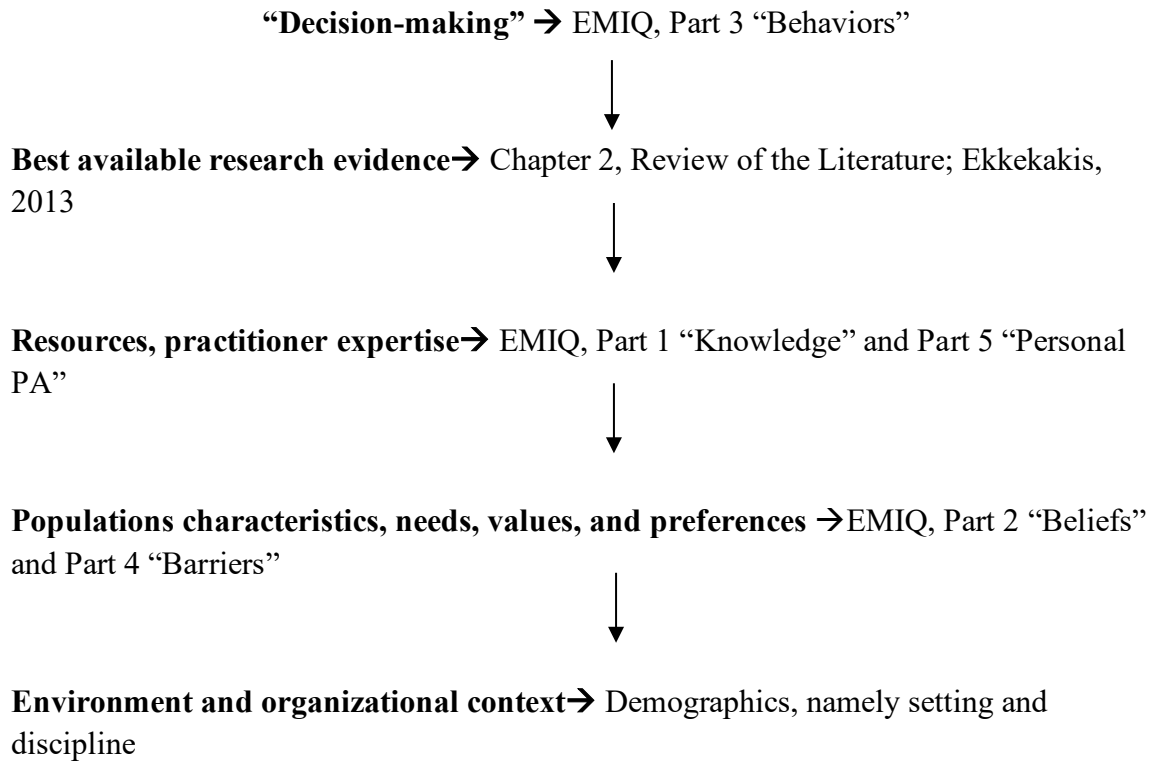 “Decision-making” → EMIQ, Part 3 “Behaviors”
Best available research evidence→ Chapter 2, Review of the Literature; Ekkekakis,
2013
Resources, practitioner expertise→ EMIQ, Part 1 “Knowledge” and Part 5 “Personal
PA”
Populations characteristics, needs, values, and preferences →EMIQ, Part 2 “Beliefs”
and Part 4 “Barriers”
Environment and organizational context→ Demographics, namely setting and
discipline